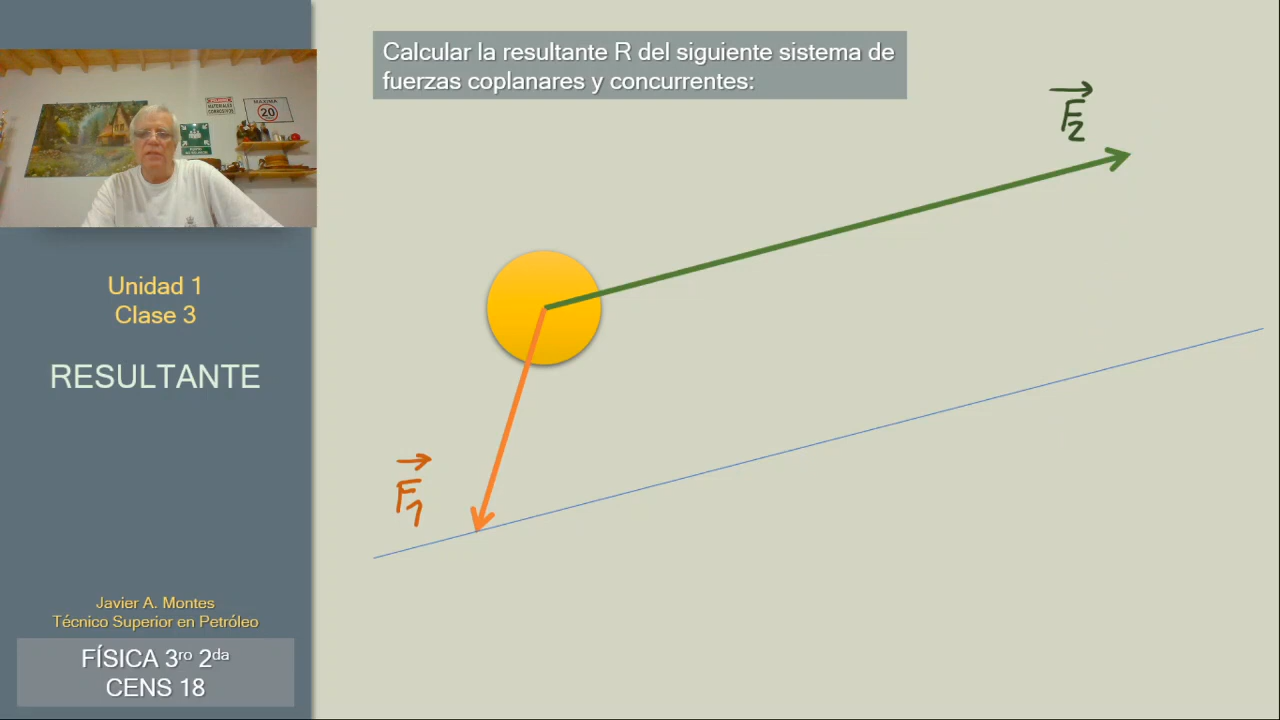 Calcular la resultante R del siguiente sistema de
fuerzas coplanares y concurrentes:
MAXIMA
20
Unidad 1
Clase 3
RESULTANTE
F₂
F₁
Javier A. Montes
Técnico Superior en Petróleo
FÍSICA 3ro 2da
CENS 18